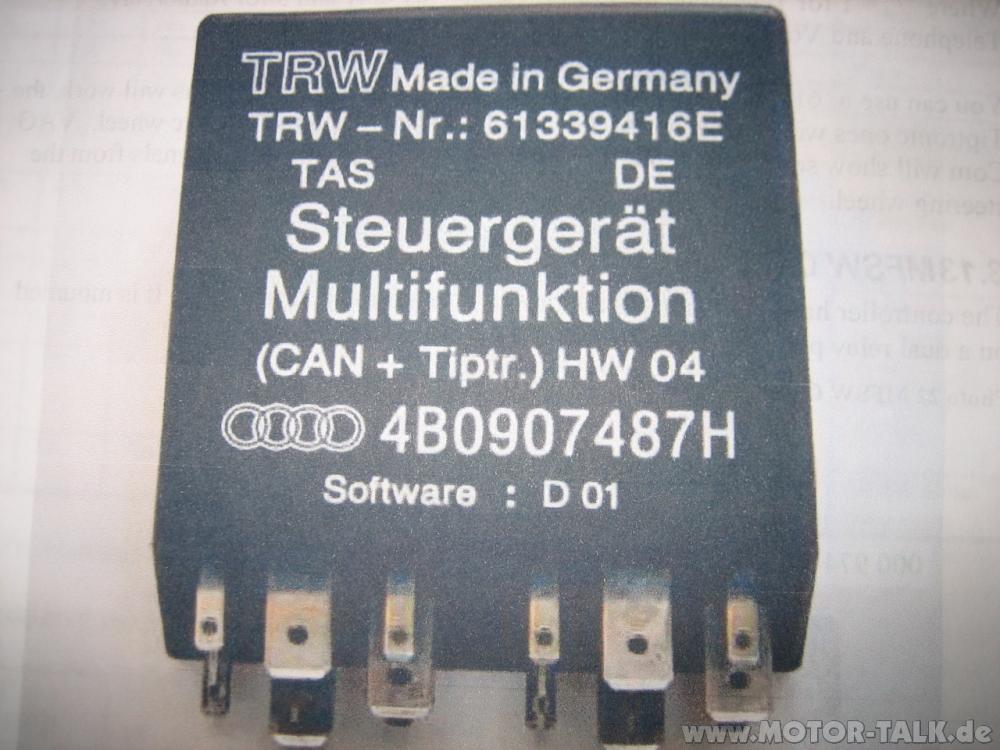 TRW Made in Germany
TRW – Nr.: 61339416E
TAS DE
Steuergerät
Multifunktion
(CAN + Tiptr.) HW 04
4B0907487H
Software : D 01
www.MOTOR-TALK.de